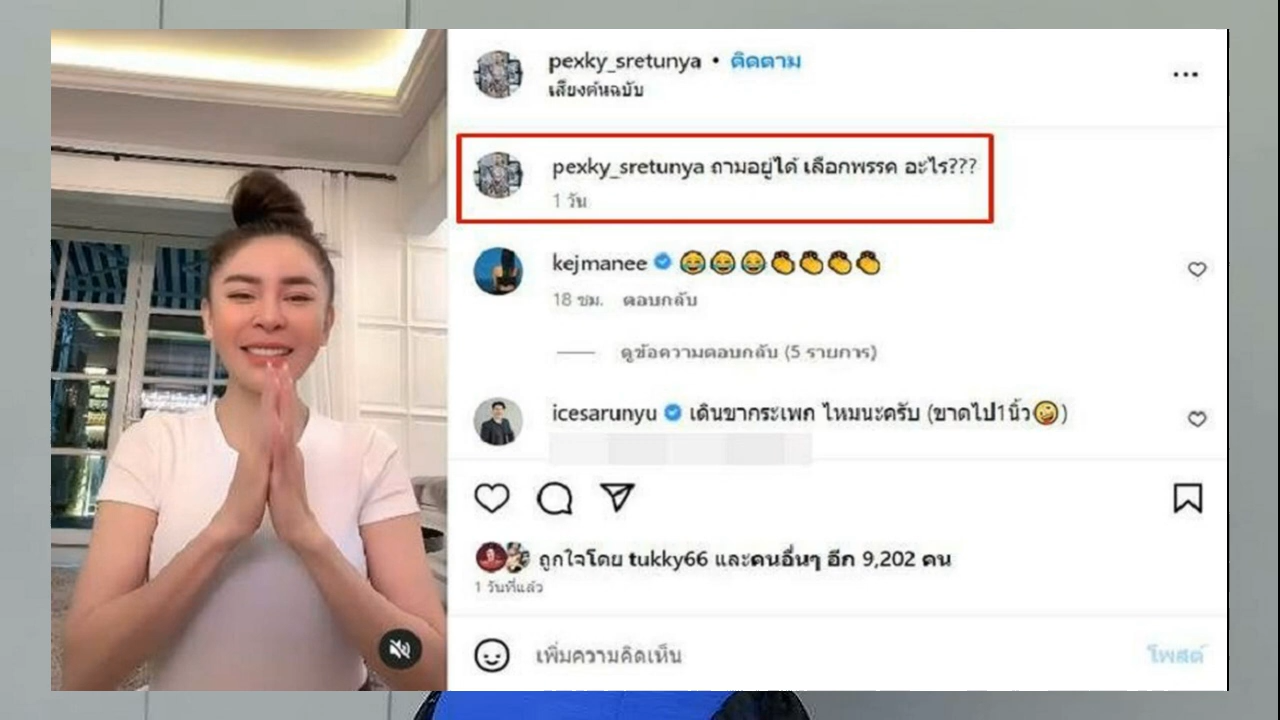 pexky_sretunya • ติดตาม
เสียงต้นฉบับ
pexky_sretunya ถามอยู่ได้ เลือกพรรค อะไร???
1 วัน
kejmanee 😂😂😂👏👏👏👏
18 ชม. ตอบกลับ
ดูข้อความตอบกลับ (5 รายการ)
icesarunyu เดินขากระเพก ไหมนะครับ (ขาดไป1นิ้ว🤪)
ถูกใจโดย tukky66 และคนอื่นๆ อีก 9,202 คน
1 วันที่แล้ว
เพิ่มความคิดเห็น
โพสต์